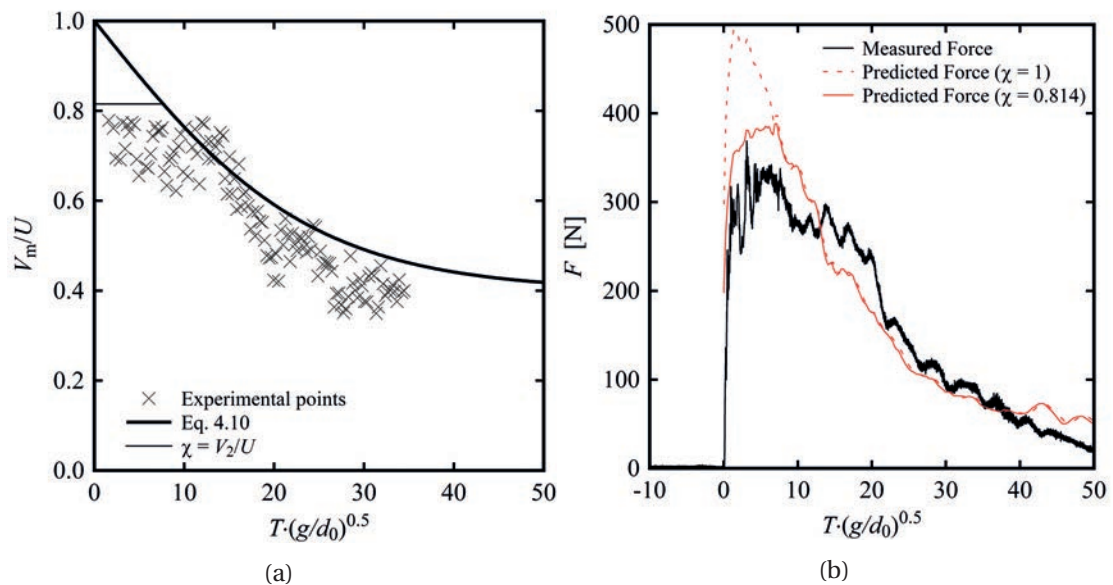 1.0
0.8
0.6
0.4
0.2
0.0
V_m/U
Experimental points
Eq. 4.10
χ = V_2/U
0 10 20 30 40 50
T·(g/d_0)^0.5
(a)
500
400
300
200
100
0
F [N]
Measured Force
Predicted Force (χ = 1)
Predicted Force (χ = 0.814)
-10 0 10 20 30 40 50
T·(g/d_0)^0.5
(b)